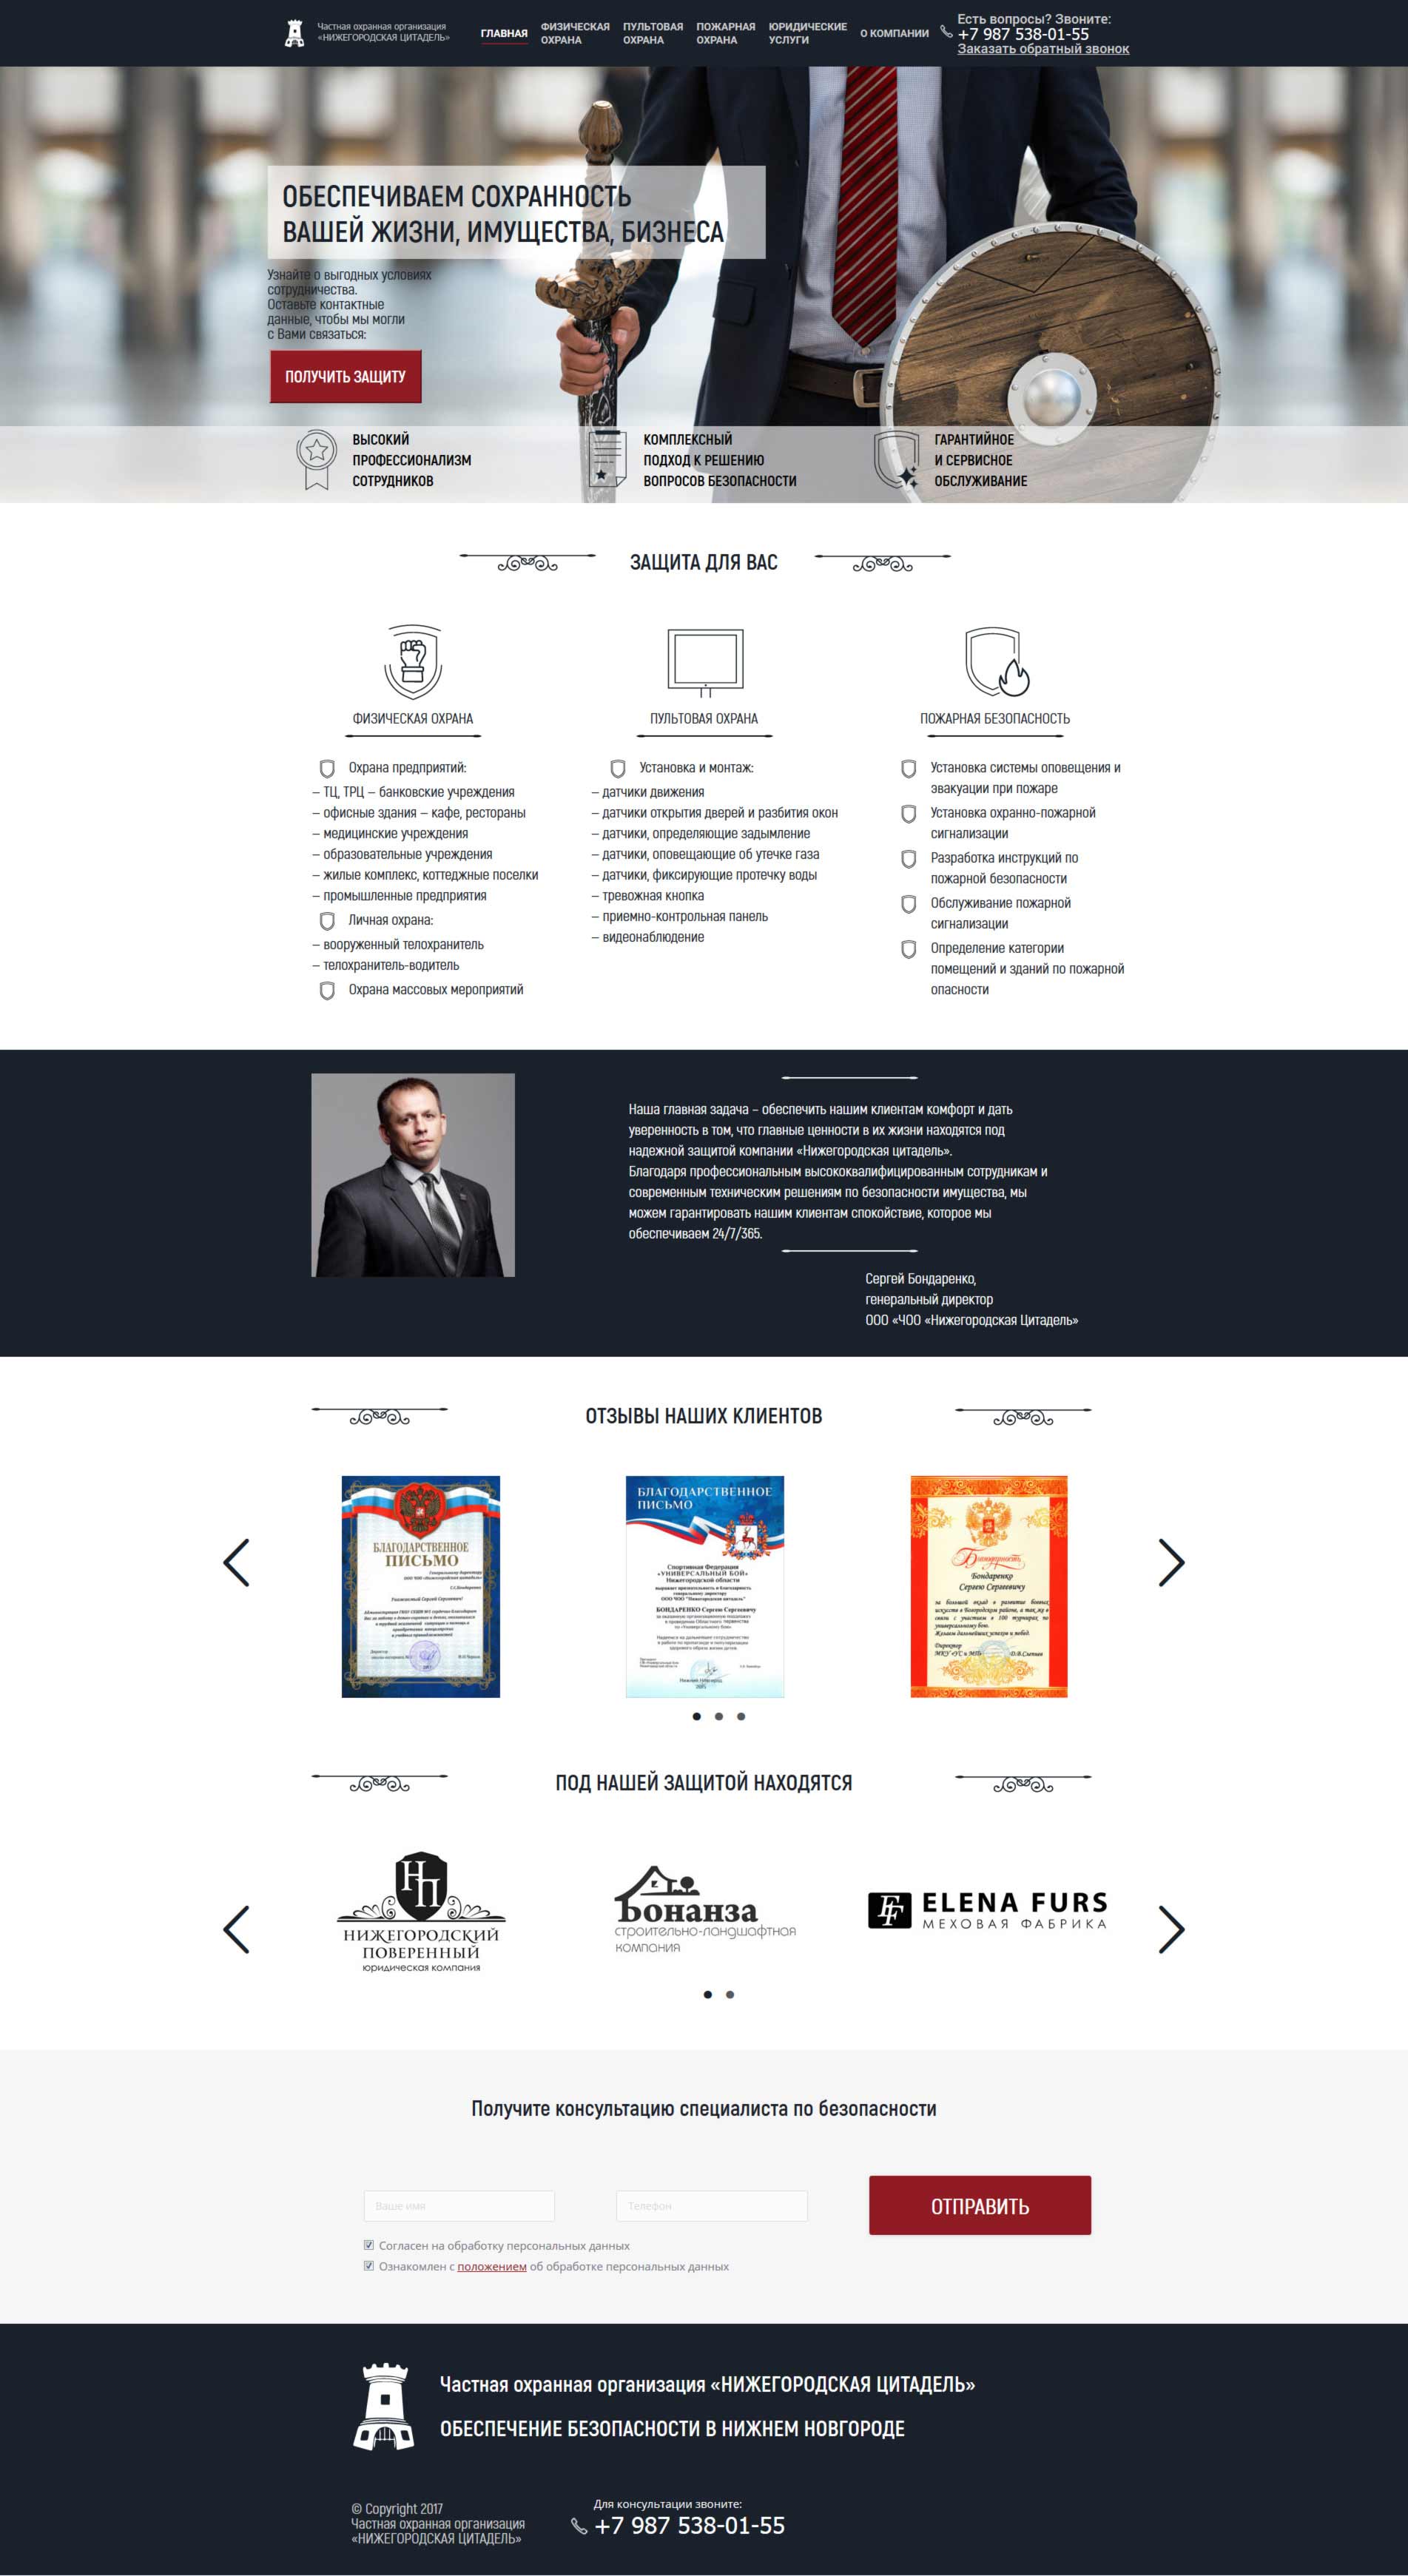 Частная охранная организация
«НИЖЕГОРОДСКАЯ ЦИТАДЕЛЬ»
ГЛАВНАЯ
ФИЗИЧЕСКАЯ
ОХРАНА
ПУЛЬТОВАЯ
ОХРАНА
ПОЖАРНАЯ
ОХРАНА
ЮРИДИЧЕСКИЕ
УСЛУГИ
О КОМПАНИИ
Есть вопросы? Звоните:
+7 987 538-01-55
Заказать обратный звонок
ОБЕСПЕЧИВАЕМ СОХРАННОСТЬ
ВАШЕЙ ЖИЗНИ, ИМУЩЕСТВА, БИЗНЕСА
Узнайте о выгодных условиях
сотрудничества.
Оставьте контактные
данные, чтобы мы могли
с Вами связаться:
ПОЛУЧИТЬ ЗАЩИТУ
ВЫСОКИЙ
ПРОФЕССИОНАЛИЗМ
СОТРУДНИКОВ
КОМПЛЕКСНЫЙ
ПОДХОД К РЕШЕНИЮ
ВОПРОСОВ БЕЗОПАСНОСТИ
ГАРАНТИЙНОЕ
И СЕРВИСНОЕ
ОБСЛУЖИВАНИЕ
ЗАЩИТА ДЛЯ ВАС
ФИЗИЧЕСКАЯ ОХРАНА
Охрана предприятий:
– ТЦ, ТРЦ – банковские учреждения
– офисные здания – кафе, рестораны
– медицинские учреждения
– образовательные учреждения
– жилые комплекс, коттеджные поселки
– промышленные предприятия
Личная охрана:
– вооруженный телохранитель
– телохранитель-водитель
Охрана массовых мероприятий
ПУЛЬТОВАЯ ОХРАНА
Установка и монтаж:
– датчики движения
– датчики открытия дверей и разбития окон
– датчики, определяющие задымление
– датчики, оповещающие об утечке газа
– датчики, фиксирующие протечку воды
– тревожная кнопка
– приемно-контрольная панель
– видеонаблюдение
ПОЖАРНАЯ БЕЗОПАСНОСТЬ
Установка системы оповещения и
эвакуации при пожаре
Установка охранно-пожарной
сигнализации
Разработка инструкций по
пожарной безопасности
Обслуживание пожарной
сигнализации
Определение категории
помещений и зданий по пожарной
опасности
Наша главная задача – обеспечить нашим клиентам комфорт и дать
уверенность в том, что главные ценности в их жизни находятся под
надежной защитой компании «Нижегородская цитадель».
Благодаря профессиональным высококвалифицированным сотрудникам и
современным техническим решениям по безопасности имущества, мы
можем гарантировать нашим клиентам спокойствие, которое мы
обеспечиваем 24/7/365.
Сергей Бондаренко,
генеральный директор
ООО «ЧОО «Нижегородская Цитадель»
ОТЗЫВЫ НАШИХ КЛИЕНТОВ
БЛАГОДАРСТВЕННОЕ
ПИСЬМО
БЛАГОДАРСТВЕННОЕ
ПИСЬМО
Спортивная Федерация
«УНИВЕРСАЛЬНЫЙ БОЙ»
Нижегородской области
БОНДАРЕНКО Сергею Сергеевичу
Нижний Новгород
Благодарность
Бондаренко
Сергею Сергеевичу
ПОД НАШЕЙ ЗАЩИТОЙ НАХОДЯТСЯ
НП
НИЖЕГОРОДСКИЙ
ПОВЕРЕННЫЙ
юридическая компания
Бонанза
строительно-ландшафтная
компания
ELENA FURS
МЕХОВАЯ ФАБРИКА
Получите консультацию специалиста по безопасности
Ваше имя
Телефон
ОТПРАВИТЬ
Согласен на обработку персональных данных
Ознакомлен с положением об обработке персональных данных
Частная охранная организация «НИЖЕГОРОДСКАЯ ЦИТАДЕЛЬ»
ОБЕСПЕЧЕНИЕ БЕЗОПАСНОСТИ В НИЖНЕМ НОВГОРОДЕ
© Copyright 2017
Частная охранная организация
«НИЖЕГОРОДСКАЯ ЦИТАДЕЛЬ»
Для консультации звоните:
+7 987 538-01-55